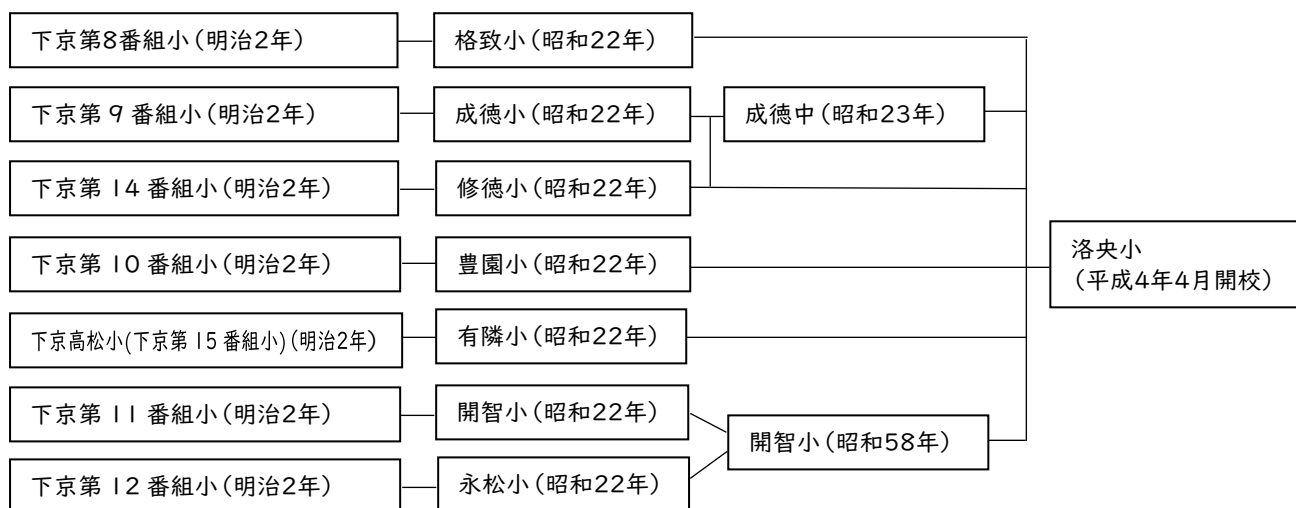 下京第8番組小(明治2年)
格致小(昭和22年)
下京第9番組小(明治2年)
成徳小(昭和22年)
成徳中(昭和23年)
下京第14番組小(明治2年)
修徳小(昭和22年)
下京第10番組小(明治2年)
豊園小(昭和22年)
洛央小
(平成4年4月開校)
下京高松小(下京第15番組小)(明治2年)
有隣小(昭和22年)
下京第11番組小(明治2年)
開智小(昭和22年)
開智小(昭和58年)
下京第12番組小(明治2年)
永松小(昭和22年)